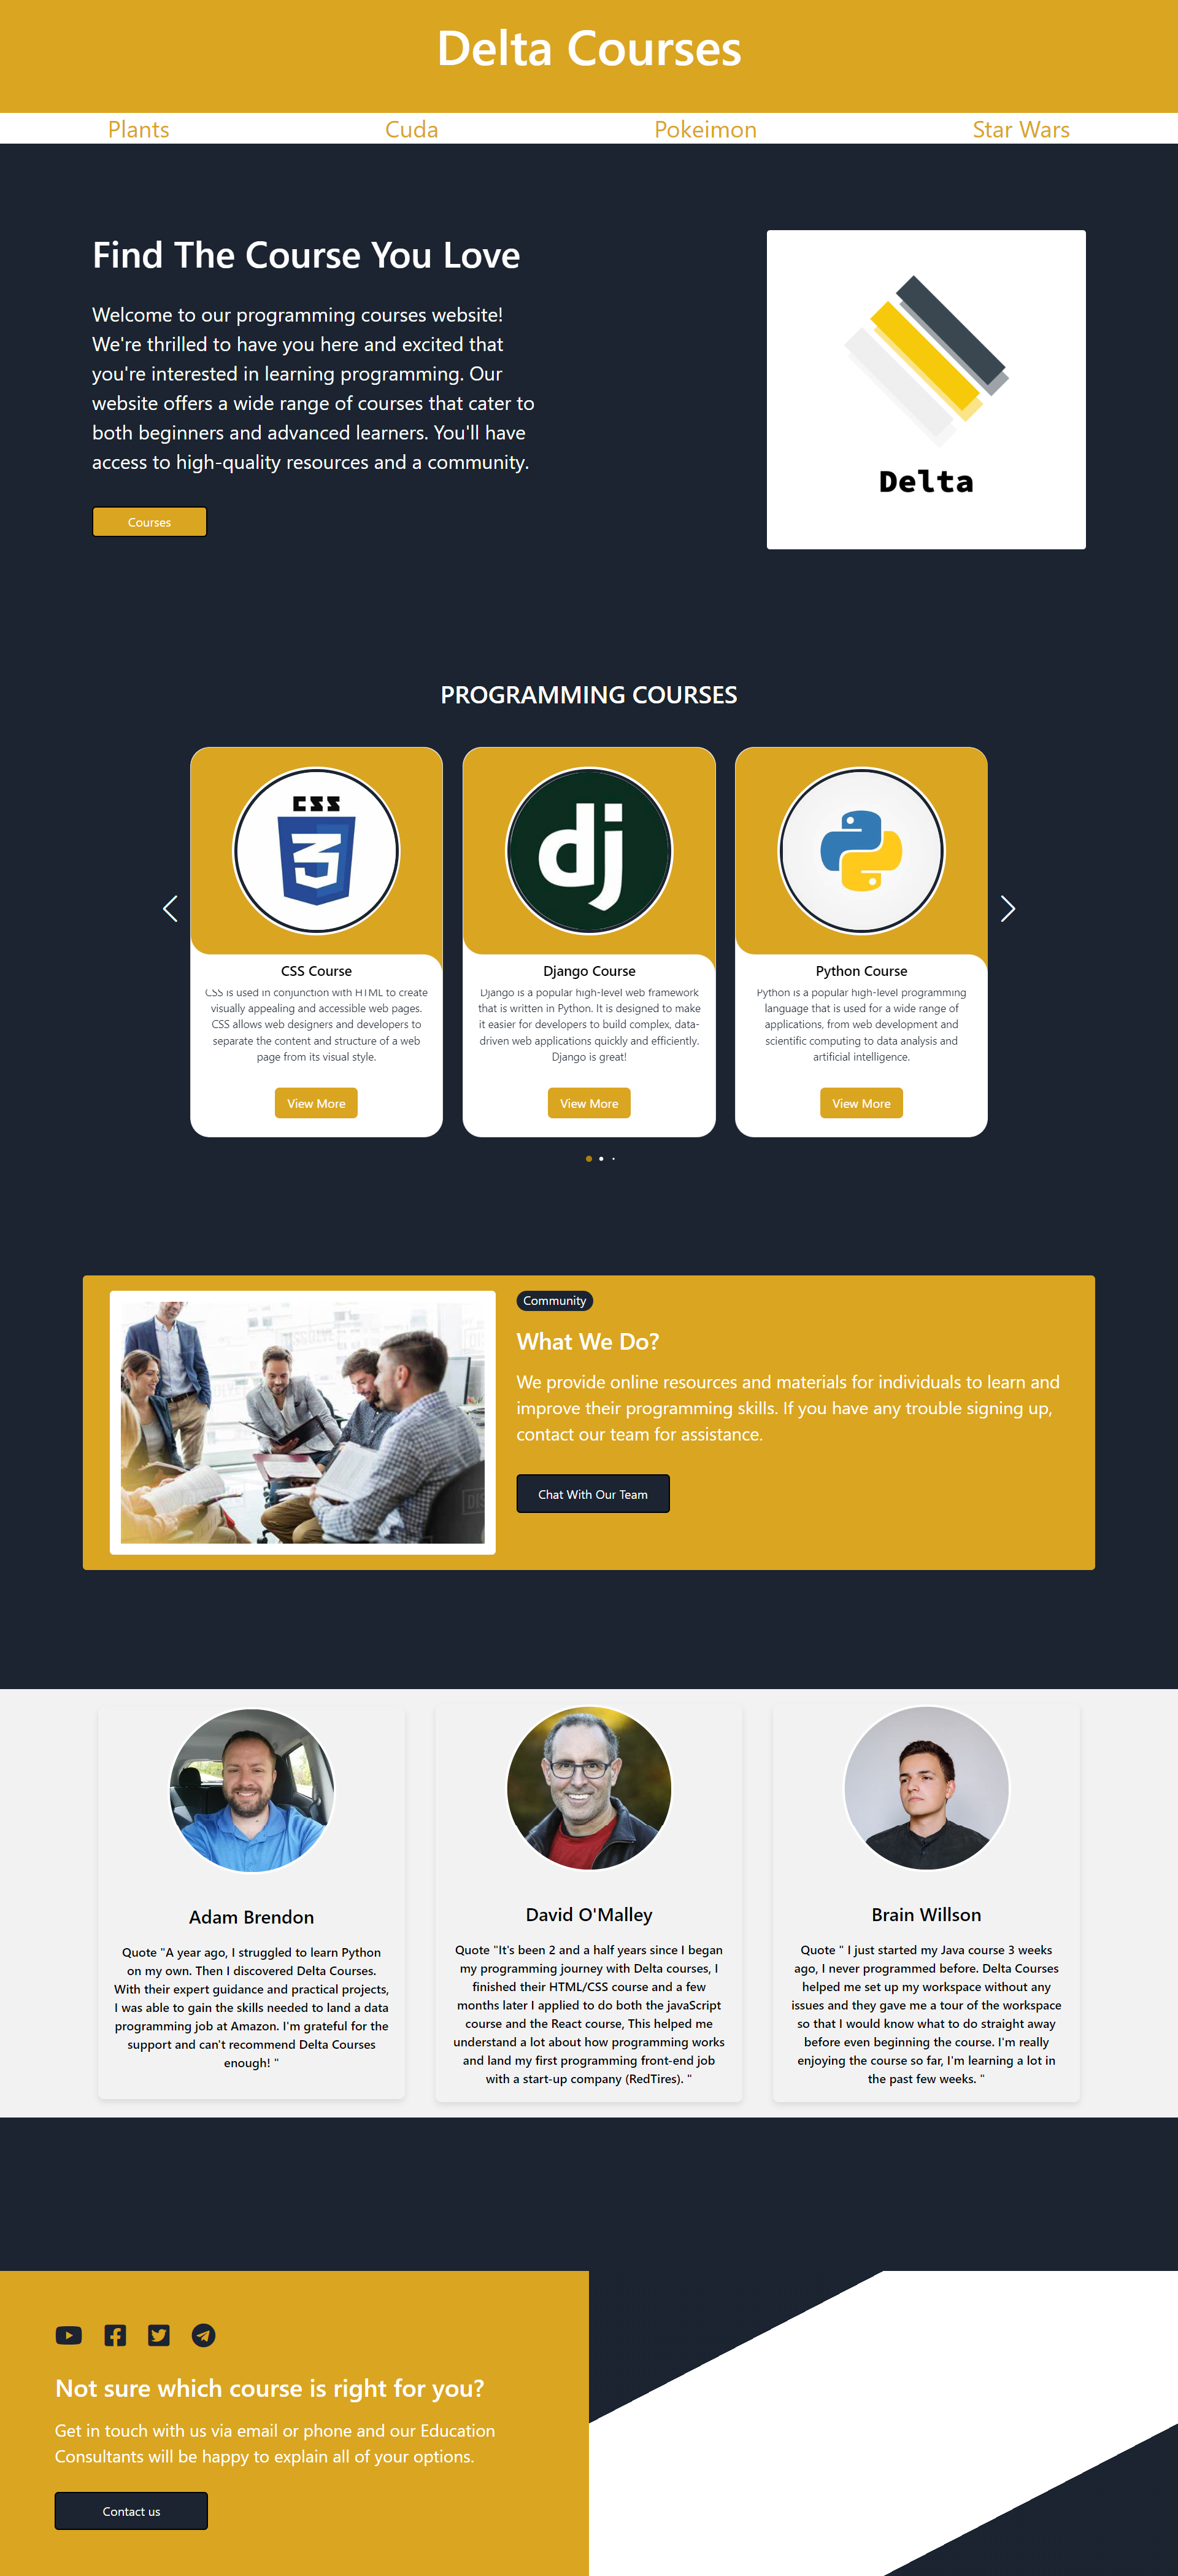 Delta Courses
Plants
Cuda
Pokeimon
Star Wars
Find The Course You Love
Welcome to our programming courses website!
We're thrilled to have you here and excited that
you're interested in learning programming. Our
website offers a wide range of courses that cater to
both beginners and advanced learners. You'll have
access to high-quality resources and a community.
Courses
Delta
PROGRAMMING COURSES
CSS
3
CSS Course
CSS is used in conjunction with HTML to create
visually appealing and accessible web pages.
CSS allows web designers and developers to
separate the content and structure of a web
page from its visual style.
View More
dj
Django Course
Django is a popular high-level web framework
that is written in Python. It is designed to make
it easier for developers to build complex, data-
driven web applications quickly and efficiently.
Django is great!
View More
Python Course
Python is a popular high-level programming
language that is used for a wide range of
applications, from web development and
scientific computing to data analysis and
artificial intelligence.
View More
Community
What We Do?
We provide online resources and materials for individuals to learn and
improve their programming skills. If you have any trouble signing up,
contact our team for assistance.
Chat With Our Team
Adam Brendon
Quote "A year ago, I struggled to learn Python
on my own. Then I discovered Delta Courses.
With their expert guidance and practical projects,
I was able to gain the skills needed to land a data
programming job at Amazon. I'm grateful for the
support and can't recommend Delta Courses
enough! "
David O'Malley
Quote "It's been 2 and a half years since I began
my programming journey with Delta courses, I
finished their HTML/CSS course and a few
months later I applied to do both the javaScript
course and the React course, This helped me
understand a lot about how programming works
and land my first programming front-end job
with a start-up company (RedTires). "
Brain Willson
Quote " I just started my Java course 3 weeks
ago, I never programmed before. Delta Courses
helped me set up my workspace without any
issues and they gave me a tour of the workspace
so that I would know what to do straight away
before even beginning the course. I'm really
enjoying the course so far, I'm learning a lot in
the past few weeks. "
Not sure which course is right for you?
Get in touch with us via email or phone and our Education
Consultants will be happy to explain all of your options.
Contact us